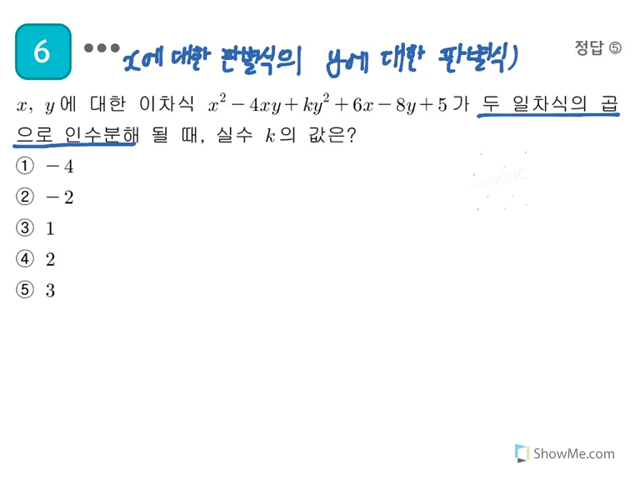 6
x에 대한 판별식의 y에 대한 판별식)
정답 ⑤
x, y에 대한 이차식 x² − 4xy + ky² + 6x − 8y + 5 가 두 일차식의 곱
으로 인수분해 될 때, 실수 k의 값은?
① −4
② −2
③ 1
④ 2
⑤ 3
ShowMe.com